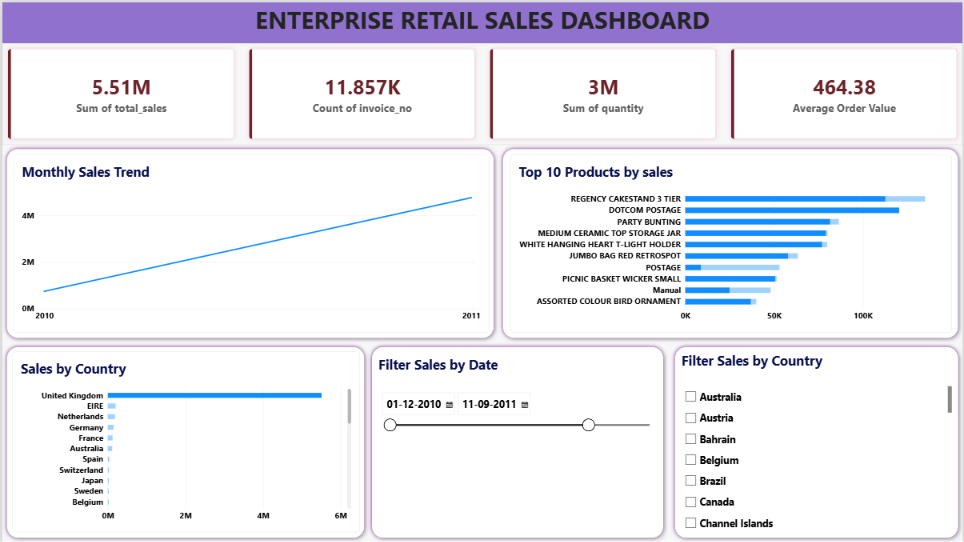 ENTERPRISE RETAIL SALES DASHBOARD
5.51M
Sum of total_sales
11.857K
Count of invoice_no
3M
Sum of quantity
464.38
Average Order Value
Monthly Sales Trend
4M
2M
0M
2010
2011
Top 10 Products by sales
REGENCY CAKESTAND 3 TIER
DOTCOM POSTAGE
PARTY BUNTING
MEDIUM CERAMIC TOP STORAGE JAR
WHITE HANGING HEART T-LIGHT HOLDER
JUMBO BAG RED RETROSPOT
POSTAGE
PICNIC BASKET WICKER SMALL
Manual
ASSORTED COLOUR BIRD ORNAMENT
0K
50K
100K
Sales by Country
United Kingdom
EIRE
Netherlands
Germany
France
Australia
Spain
Switzerland
Japan
Sweden
Belgium
0M
2M
4M
6M
Filter Sales by Date
01-12-2010
11-09-2011
Filter Sales by Country
Australia
Austria
Bahrain
Belgium
Brazil
Canada
Channel Islands